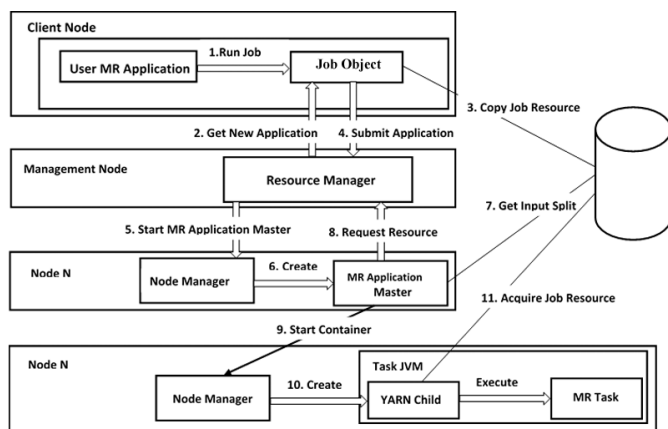 Client Node
1.Run Job
User MR Application
Job Object
3. Copy Job Resource
2. Get New Application
4. Submit Application
Management Node
Resource Manager
7. Get Input Split
5. Start MR Application Master
8. Request Resource
Node N
Node Manager
6. Create
MR Application
Master
11. Acquire Job Resource
9. Start Container
Node N
Task JVM
Node Manager
10. Create
YARN Child
Execute
MR Task